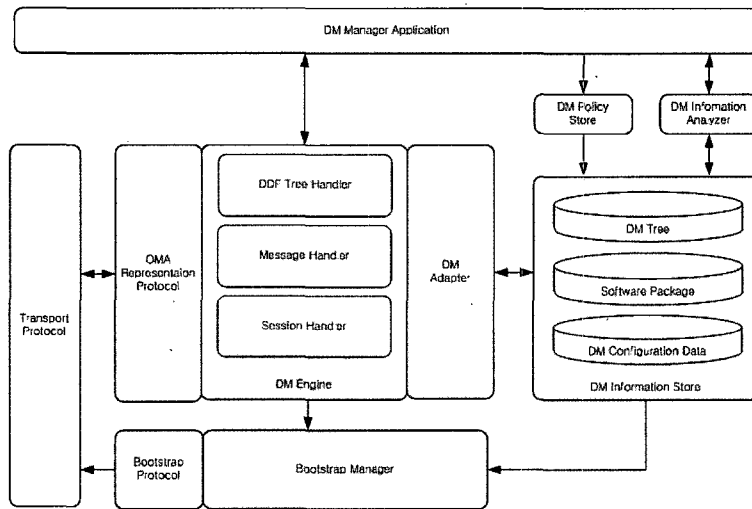 DM Manager Application
DM Policy
Store
DM Infomation
Analyzer
DDF Tree Handler
DM Tree
OMA
Representaion
Protocol
Message Handler
DM
Adapter
Software Package
Transport
Protocol
Session Handler
DM Configuration Data
DM Engine
DM Information Store
Bootstrap
Protocol
Bootstrap Manager